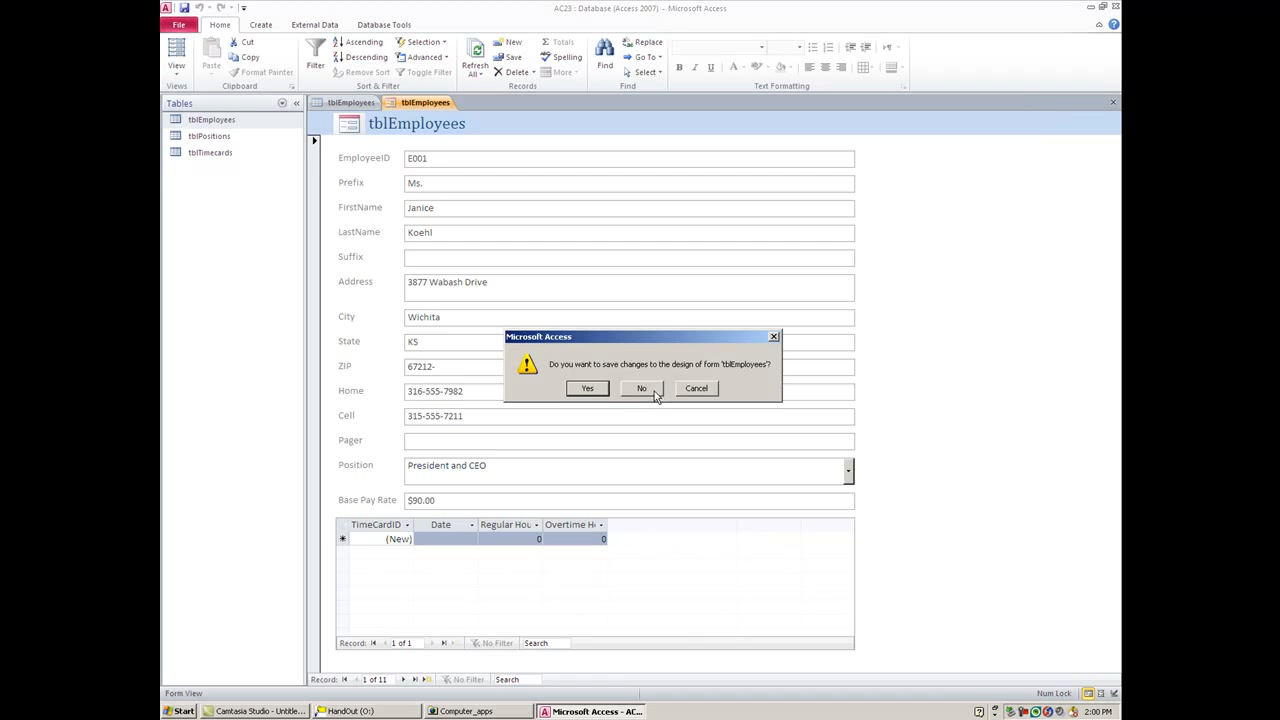 AC23 : Database (Access 2007) - Microsoft Access
File Home Create External Data Database Tools
View
Views
Paste
Cut
Copy
Format Painter
Clipboard
Filter
Ascending
Descending
Remove Sort
Selection
Advanced
Toggle Filter
Sort & Filter
Refresh
All
New
Save
Delete
Totals
Spelling
More
Records
Find
Replace
Go To
Select
Find
B I U A
Text Formatting
Tables
tblEmployees
tblPositions
tblTimecards
tblEmployees tblEmployees
tblEmployees
EmployeeID E001
Prefix Ms.
FirstName Janice
LastName Koehl
Suffix
Address 3877 Wabash Drive
City Wichita
State KS
ZIP 67212-
Home 316-555-7982
Cell 315-555-7211
Pager
Position President and CEO
Base Pay Rate $90.00
Microsoft Access
Do you want to save changes to the design of form 'tblEmployees'?
Yes No Cancel
TimeCardID Date Regular Hou Overtime H
(New) 0 0
Record: 1 of 1 No Filter Search
Record: 1 of 11 No Filter Search
Form View Num Lock
Start Camtasia Studio - Untitle... HandOut (O:) Computer_apps Microsoft Access - AC... 2:00 PM